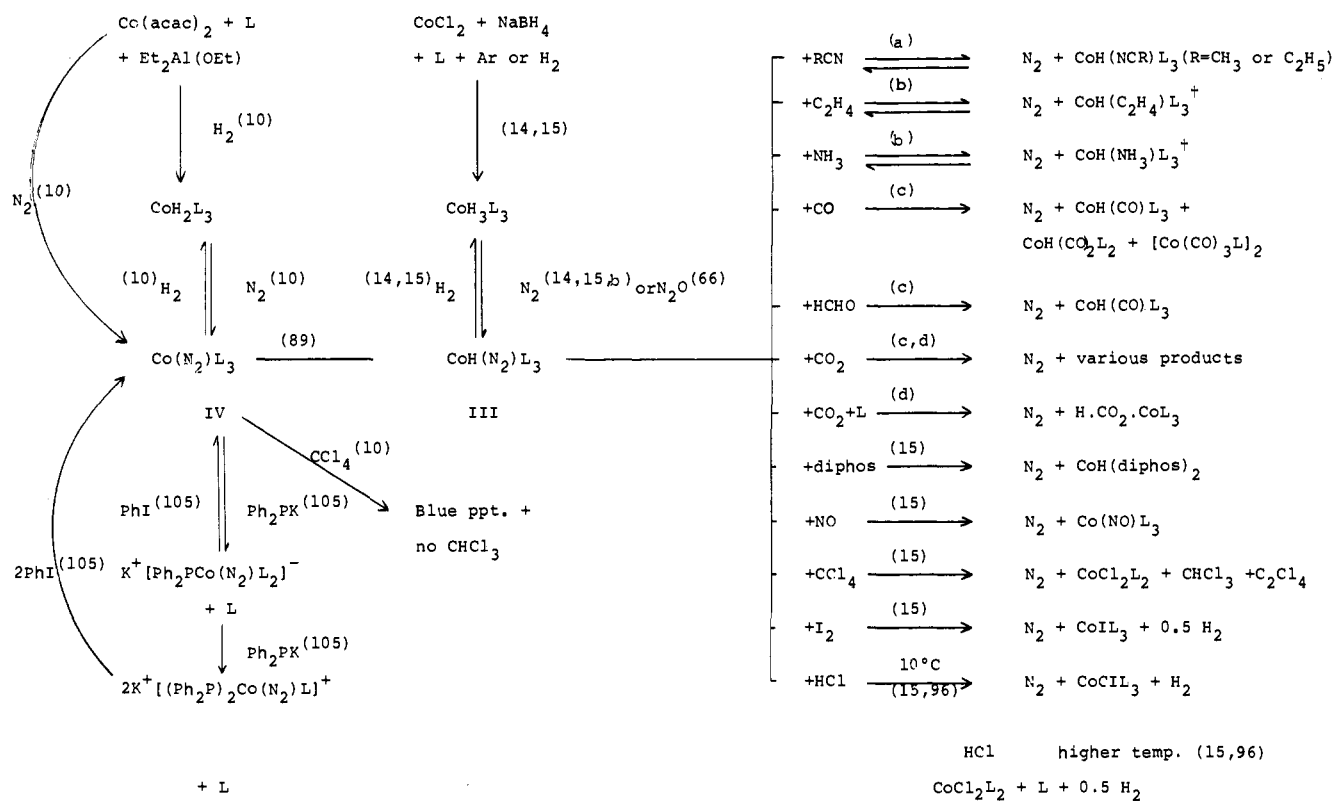 Co(acac)₂ + L
+ Et₂Al(OEt)
H₂(10)
N₂(10)
CoH₂L₃
(10)H₂
N₂(10)
Co(N₂)L₃
(89)
IV
CCl₄(10)
Blue ppt. +
no CHCl₃
PhI(105)
Ph₂PK(105)
2PhI(105)
K⁺[Ph₂PCo(N₂)L₂]⁻
+ L
Ph₂PK(105)
2K⁺[(Ph₂P)₂Co(N₂)L]⁺
+ L
CoCl₂ + NaBH₄
+ L + Ar or H₂
(14,15)
CoH₃L₃
(14,15)H₂
N₂(14,15,b)orN₂O(66)
CoH(N₂)L₃
III
+RCN (a) N₂ + CoH(NCR)L₃(R=CH₃ or C₂H₅)
+C₂H₄ (b) N₂ + CoH(C₂H₄)L₃†
+NH₃ (b) N₂ + CoH(NH₃)L₃†
+CO (c) N₂ + CoH(CO)L₃ +
CoH(CO)₂L₂ + [Co(CO)₃L]₂
+HCHO (c) N₂ + CoH(CO)L₃
+CO₂ (c,d) N₂ + various products
+CO₂+L (d) N₂ + H.CO₂.CoL₃
+diphos (15) N₂ + CoH(diphos)₂
+NO (15) N₂ + Co(NO)L₃
+CCl₄ (15) N₂ + CoCl₂L₂ + CHCl₃ +C₂Cl₄
+I₂ (15) N₂ + CoIL₃ + 0.5 H₂
+HCl 10°C (15,96) N₂ + CoCIL₃ + H₂
HCl higher temp. (15,96)
CoCl₂L₂ + L + 0.5 H₂